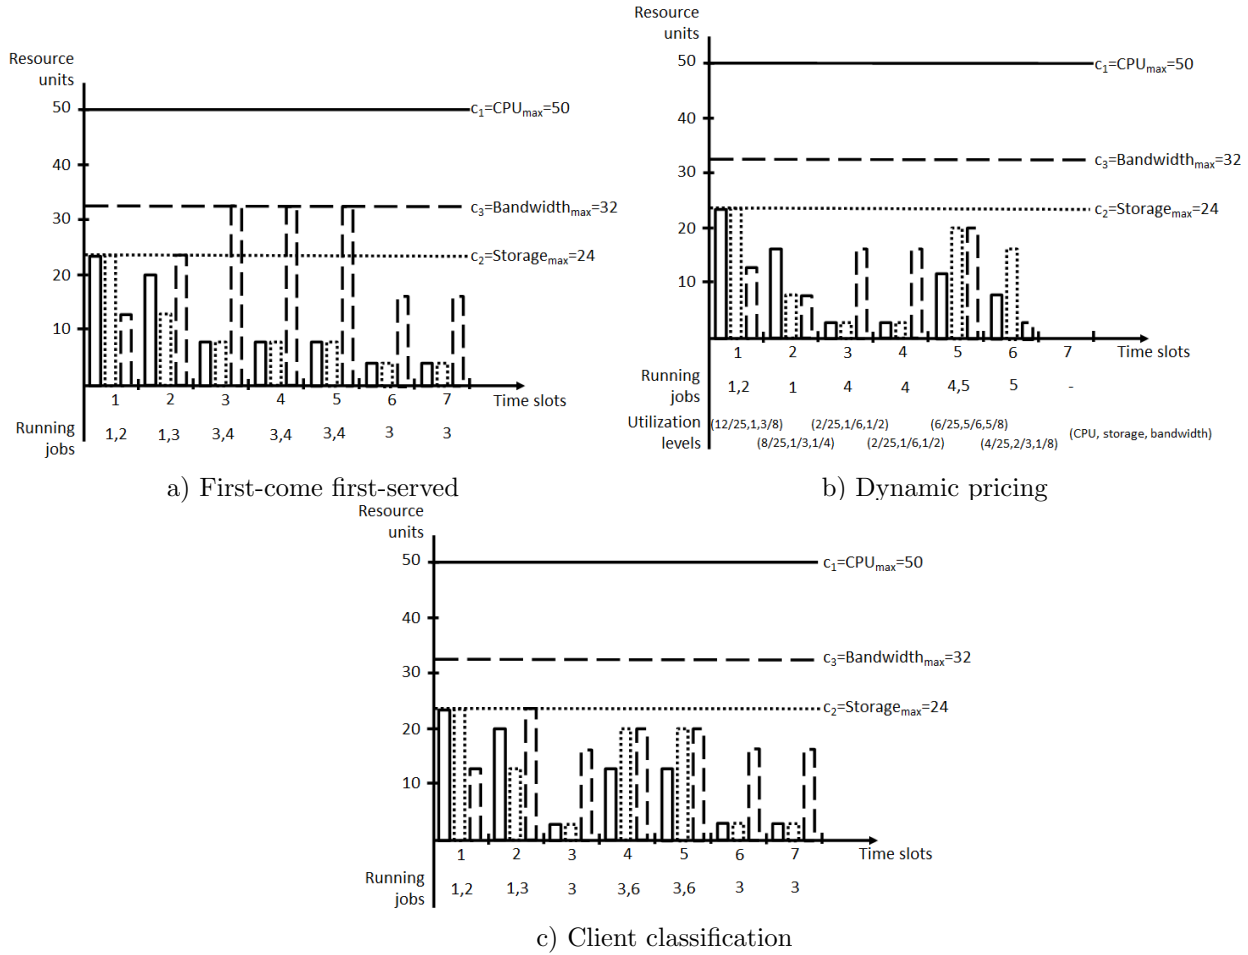 Resource
units
50
40
30
20
10
c1=CPUmax=50
c3=Bandwidthmax=32
c2=Storagemax=24
1 2 3 4 5 6 7 Time slots
Running
jobs
1,2 1,3 3,4 3,4 3,4 3 3
a) First-come first-served
Resource
units
50
40
30
20
10
c1=CPUmax=50
c3=Bandwidthmax=32
c2=Storagemax=24
1 2 3 4 5 6 7 Time slots
Running
jobs
1,2 1 4 4 4,5 5 -
Utilization
levels
(12/25,1,3/8) (2/25,1/6,1/2) (6/25,5/6,5/8)
(8/25,1/3,1/4) (2/25,1/6,1/2) (4/25,2/3,1/8)
(CPU, storage, bandwidth)
b) Dynamic pricing
Resource
units
50
40
30
20
10
c1=CPUmax=50
c3=Bandwidthmax=32
c2=Storagemax=24
1 2 3 4 5 6 7 Time slots
Running
jobs
1,2 1,3 3 3,6 3,6 3 3
c) Client classification